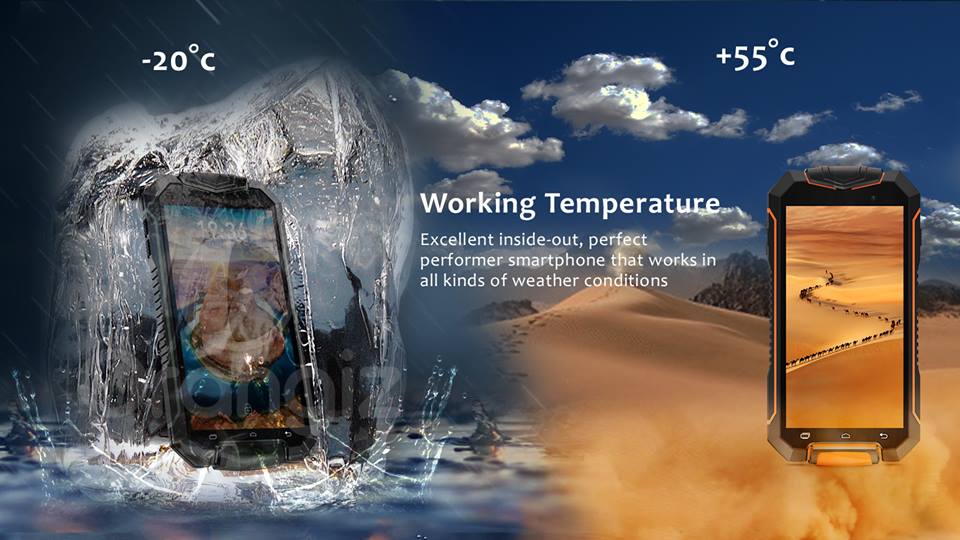 -20°c
+55°c
Working Temperature
Excellent inside-out, perfect
performer smartphone that works in
all kinds of weather conditions